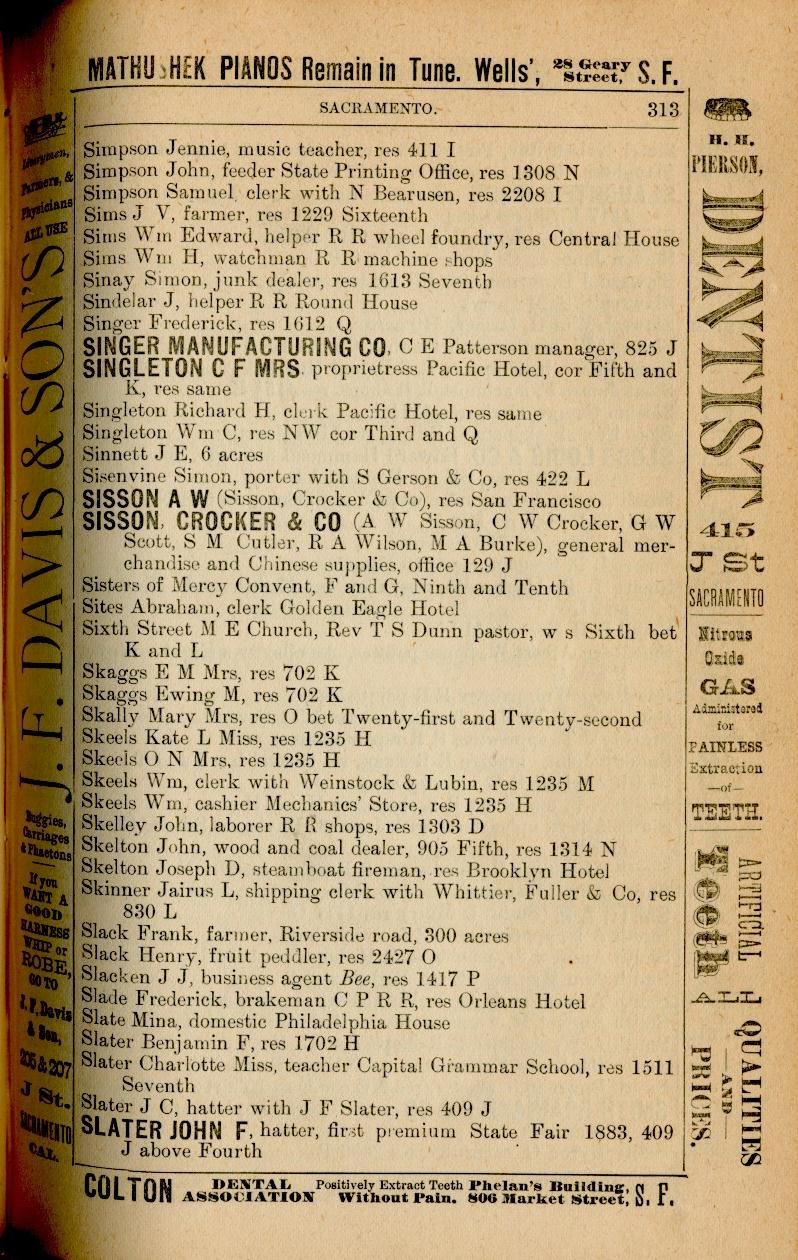 MATHUSHEK PIANOS Remain in Tune. Wells', 28 Geary Street, S. F.
SACRAMENTO. 313
Simpson Jennie, music teacher, res 411 I
Simpson John, feeder State Printing Office, res 1308 N
Simpson Samuel, clerk with N Bearusen, res 2208 I
Sims J V, farmer, res 1229 Sixteenth
Sims Wm Edward, helper R R wheel foundry, res Central House
Sims Wm H, watchman R R machine shops
Sinay Simon, junk dealer, res 1613 Seventh
Sindelar J, helper R R Round House
Singer Frederick, res 1612 Q
SINGER MANUFACTURING CO, C E Patterson manager, 825 J
SINGLETON C F MRS, proprietress Pacific Hotel, cor Fifth and
K, res same
Singleton Richard H, clerk Pacific Hotel, res same
Singleton Wm C, res NW cor Third and Q
Sinnett J E, 6 acres
Sisenvine Simon, porter with S Gerson & Co, res 422 L
SISSON A W (Sisson, Crocker & Co), res San Francisco
SISSON, CROCKER & CO (A W Sisson, C W Crocker, G W
Scott, S M Cutler, R A Wilson, M A Burke), general mer-
chandise and Chinese supplies, office 129 J
Sisters of Mercy Convent, F and G, Ninth and Tenth
Sites Abraham, clerk Golden Eagle Hotel
Sixth Street M E Church, Rev T S Dunn pastor, w s Sixth bet
K and L
Skaggs E M Mrs, res 702 K
Skaggs Ewing M, res 702 K
Skally Mary Mrs, res O bet Twenty-first and Twenty-second
Skeels Kate L Miss, res 1235 H
Skeels O N Mrs, res 1235 H
Skeels Wm, clerk with Weinstock & Lubin, res 1235 M
Skeels Wm, cashier Mechanics' Store, res 1235 H
Skelley John, laborer R R shops, res 1303 D
Skelton John, wood and coal dealer, 905 Fifth, res 1314 N
Skelton Joseph D, steamboat fireman, res Brooklyn Hotel
Skinner Jairus L, shipping clerk with Whittier, Fuller & Co, res
830 L
Slack Frank, farmer, Riverside road, 300 acres
Slack Henry, fruit peddler, res 2427 O
Slacken J J, business agent Bee, res 1417 P
Slade Frederick, brakeman C P R R, res Orleans Hotel
Slate Mina, domestic Philadelphia House
Slater Benjamin F, res 1702 H
Slater Charlotte Miss, teacher Capital Grammar School, res 1511
Seventh
Slater J C, hatter with J F Slater, res 409 J
SLATER JOHN F, hatter, first premium State Fair 1883, 409
J above Fourth
COLTON DENTAL ASSOCIATION Positively Extract Teeth Without Pain. Phelan's Building, 806 Market Street, S. F.
Liverymen,
Farmers, &
Physicians
ALL USE
J. F. DAVIS & SON'S
Buggies,
Carriages
& Phaetons
If you
WANT A
GOOD
HARNESS
WHIP or
ROBE,
GO TO
J. F. Davis
& Son,
205 & 207
J St.
SACRAMENTO
CAL.
H. H.
PIERSON,
DENTIST
415
J St
SACRAMENTO
Nitrous
Oxide
GAS
Administered
for
PAINLESS
Extraction
—of—
TEETH.
ARTIFICIAL
Teeth
ALL
QUALITIES
—AND—
PRICES.